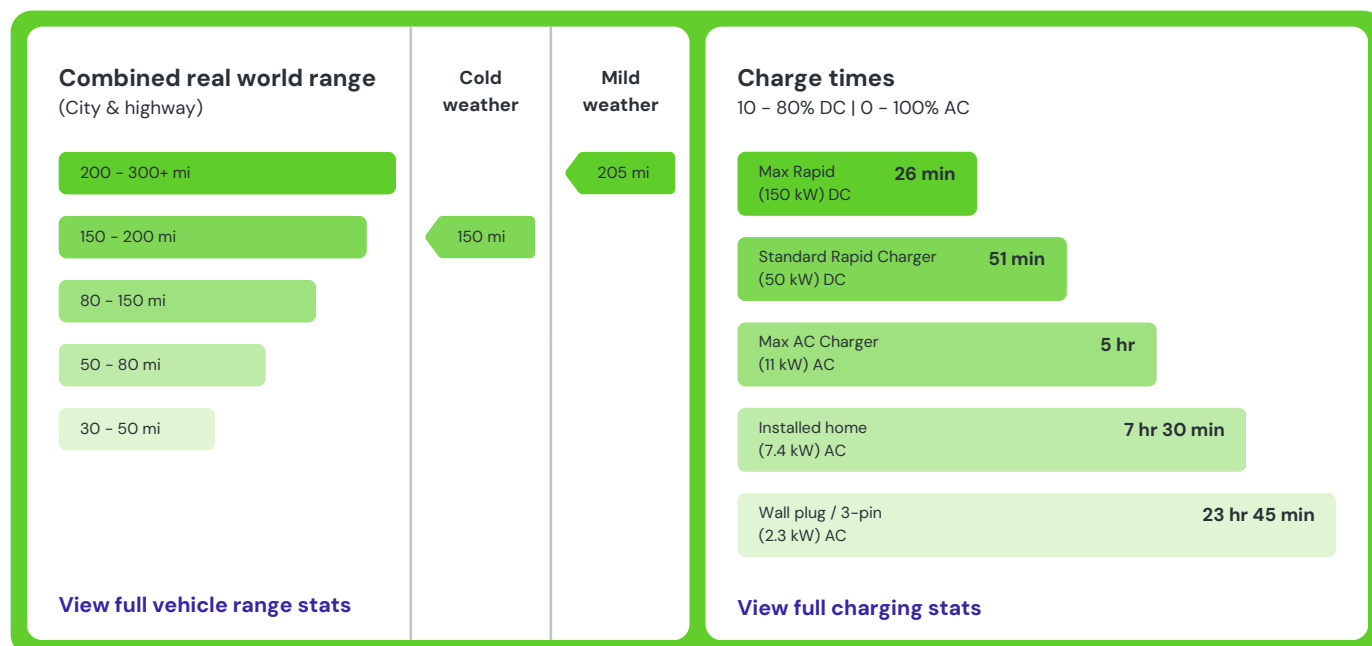 Combined real world range
(City & highway)
Cold
weather
Mild
weather
200 - 300+ mi
205 mi
150 - 200 mi
150 mi
80 - 150 mi
50 - 80 mi
30 - 50 mi
View full vehicle range stats
Charge times
10 - 80% DC | 0 - 100% AC
Max Rapid
(150 kW) DC
26 min
Standard Rapid Charger
(50 kW) DC
51 min
Max AC Charger
(11 kW) AC
5 hr
Installed home
(7.4 kW) AC
7 hr 30 min
Wall plug / 3-pin
(2.3 kW) AC
23 hr 45 min
View full charging stats